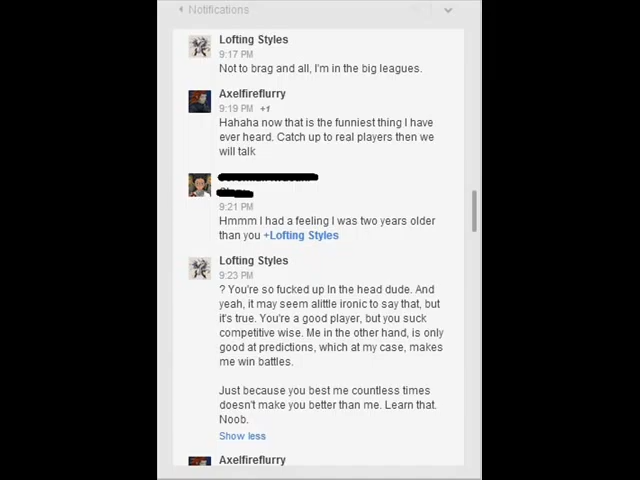 Notifications
Lofting Styles
9:17 PM
Not to brag and all, I'm in the big leagues.
Axelfireflurry
9:19 PM +1
Hahaha now that is the funniest thing I have
ever heard. Catch up to real players then we
will talk
9:21 PM
Hmmm I had a feeling I was two years older
than you +Lofting Styles
Lofting Styles
9:23 PM
? You're so fucked up In the head dude. And
yeah, it may seem alittle ironic to say that, but
it's true. You're a good player, but you suck
competitive wise. Me in the other hand, is only
good at predictions, which at my case, makes
me win battles.
Just because you best me countless times
doesn't make you better than me. Learn that.
Noob.
Show less
Axelfireflurry